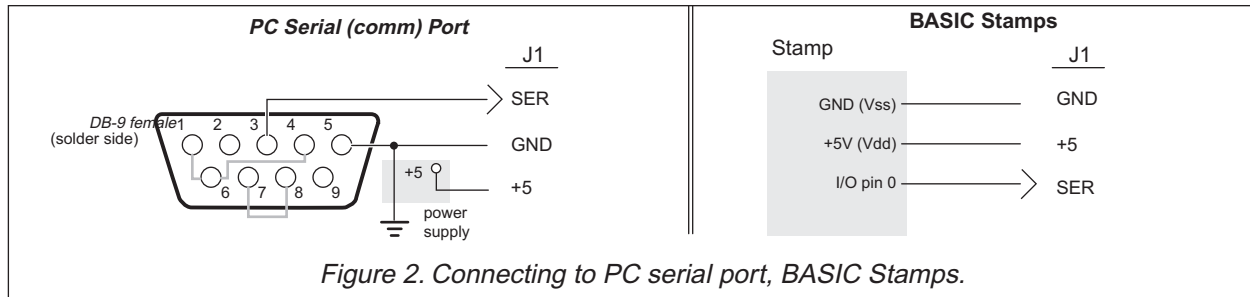 PC Serial (comm) Port
J1
SER
DB-9 female
(solder side)
1 2 3 4 5
GND
6 7 8 9
+5
+5
power
supply
BASIC Stamps
Stamp
J1
GND (Vss)
GND
+5V (Vdd)
+5
I/O pin 0
SER
Figure 2. Connecting to PC serial port, BASIC Stamps.